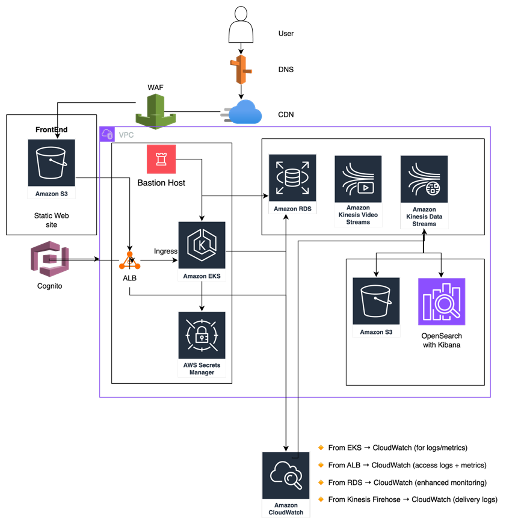 User
DNS
WAF
CDN
FrontEnd
VPC
Amazon S3
Static Web
site
Bastion Host
Amazon RDS
Amazon
Kinesis Video
Streams
Amazon
Kinesis Data
Streams
Cognito
ALB
Ingress
Amazon EKS
AWS Secrets
Manager
Amazon S3
OpenSearch
with Kibana
Amazon
CloudWatch
From EKS → CloudWatch (for logs/metrics)
From ALB → CloudWatch (access logs + metrics)
From RDS → CloudWatch (enhanced monitoring)
From Kinesis Firehose → CloudWatch (delivery logs)